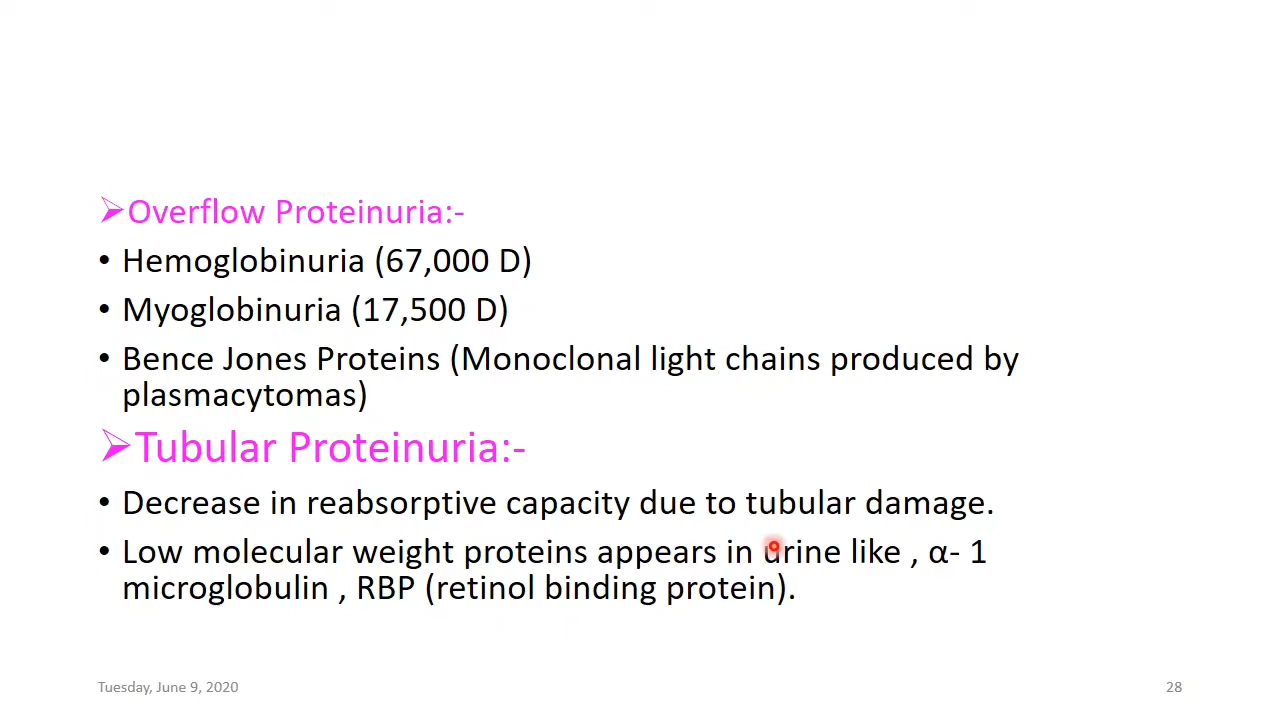 ➢Overflow Proteinuria:-
• Hemoglobinuria (67,000 D)
• Myoglobinuria (17,500 D)
• Bence Jones Proteins (Monoclonal light chains produced by
plasmacytomas)
➢Tubular Proteinuria:-
• Decrease in reabsorptive capacity due to tubular damage.
• Low molecular weight proteins appears in urine like , α- 1
microglobulin , RBP (retinol binding protein).
Tuesday, June 9, 2020
28